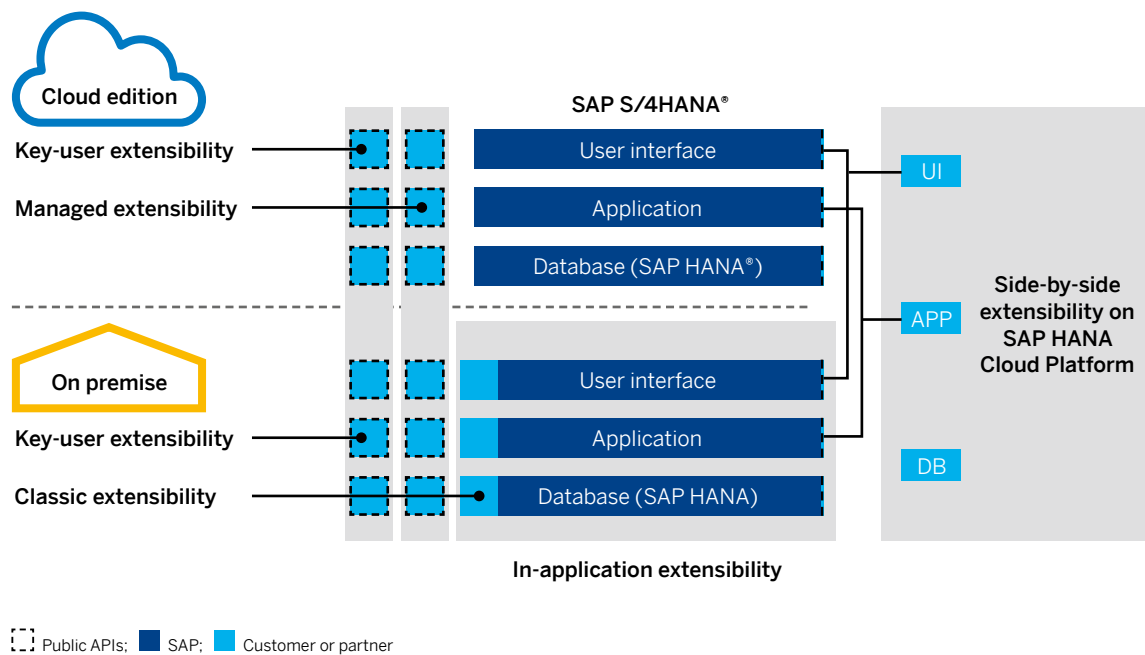 Cloud edition
SAP S/4HANA®
Key-user extensibility
User interface
UI
Managed extensibility
Application
Database (SAP HANA®)
Side-by-side
extensibility on
SAP HANA
Cloud Platform
APP
On premise
User interface
Key-user extensibility
Application
DB
Classic extensibility
Database (SAP HANA)
In-application extensibility
Public APIs; SAP; Customer or partner